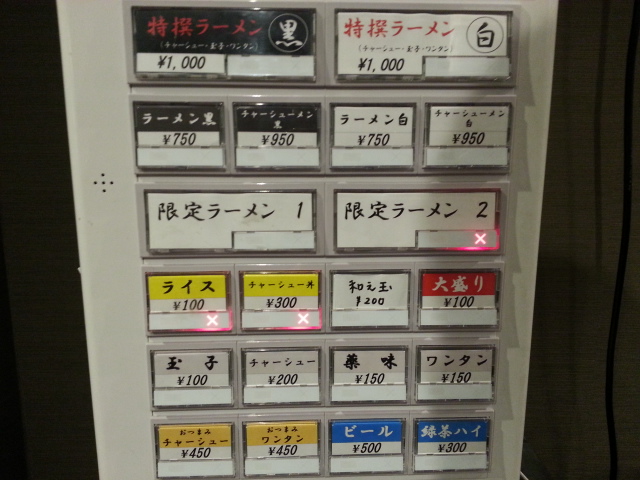 特撰ラーメン 黒
(チャーシュー・玉子・ワンタン)
¥1,000
特撰ラーメン 白
(チャーシュー・玉子・ワンタン)
¥1,000
ラーメン黒
¥750
チャーシューメン
黒
¥950
ラーメン白
¥750
チャーシューメン
白
¥950
限定ラーメン 1
限定ラーメン 2
×
ライス
¥100
×
チャーシュー丼
¥300
×
和え玉
¥200
大盛り
¥100
玉子
¥100
チャーシュー
¥200
薬味
¥150
ワンタン
¥150
おつまみ
チャーシュー
¥450
おつまみ
ワンタン
¥450
ビール
¥500
緑茶ハイ
¥300